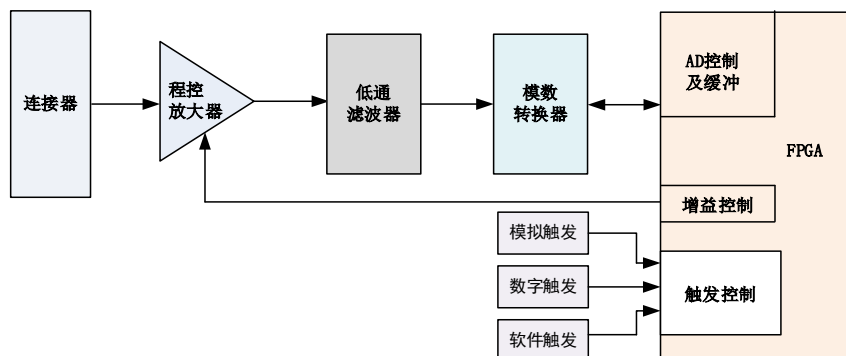 连接器
程控
放大器
低通
滤波器
模数
转换器
AD控制
及缓冲
FPGA
增益控制
模拟触发
数字触发
触发控制
软件触发